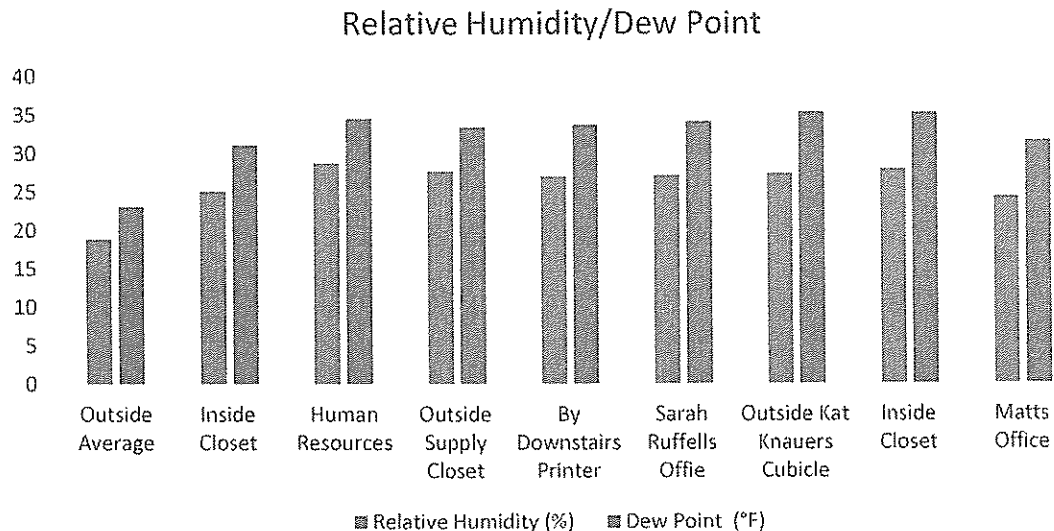 Relative Humidity/Dew Point
40
35
30
25
20
15
10
5
0
Outside Average
Inside Closet
Human Resources
Outside Supply Closet
By Downstairs Printer
Sarah Ruffells Offie
Outside Kat Knauers Cubicle
Inside Closet
Matts Office
Relative Humidity (%) Dew Point (°F)